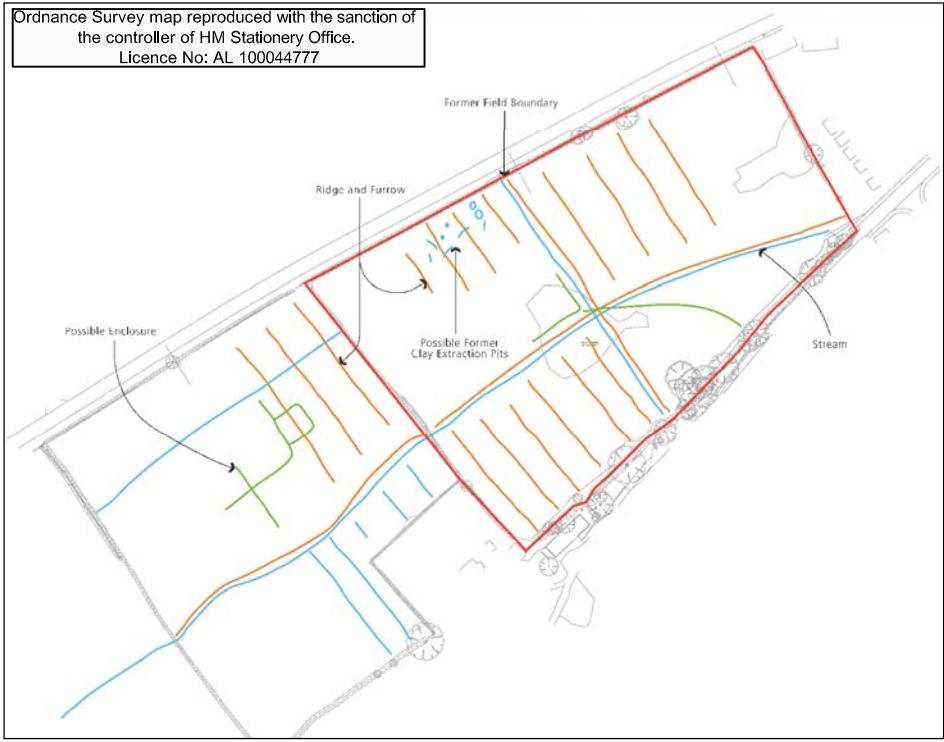 Ordnance Survey map reproduced with the sanction of
the controller of HM Stationery Office.
Licence No: AL 100044777
Former Field Boundary
Ridge and Furrow
Possible Enclosure
Possible Former
Clay Extraction Pits
Stream